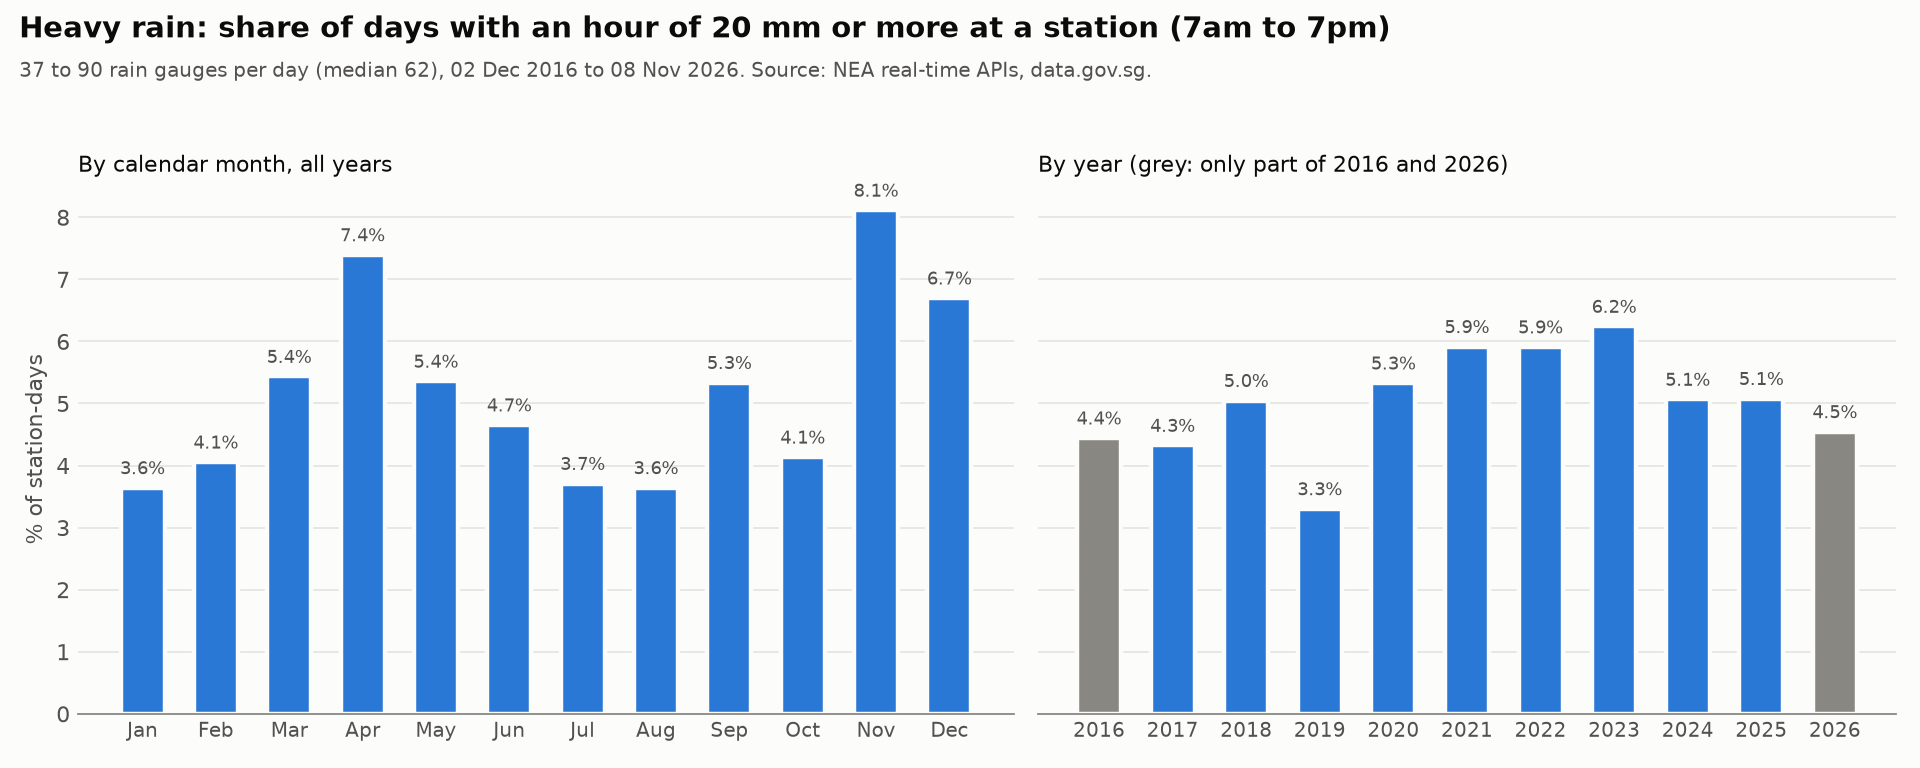 Heavy rain: share of days with an hour of 20 mm or more at a station (7am to 7pm)
37 to 90 rain gauges per day (median 62), 02 Dec 2016 to 08 Nov 2026. Source: NEA real-time APIs, data.gov.sg.
By calendar month, all years
% of station-days
8
7
6
5
4
3
2
1
0
3.6%
4.1%
5.4%
7.4%
5.4%
4.7%
3.7%
3.6%
5.3%
4.1%
8.1%
6.7%
Jan
Feb
Mar
Apr
May
Jun
Jul
Aug
Sep
Oct
Nov
Dec
By year (grey: only part of 2016 and 2026)
4.4%
4.3%
5.0%
3.3%
5.3%
5.9%
5.9%
6.2%
5.1%
5.1%
4.5%
2016
2017
2018
2019
2020
2021
2022
2023
2024
2025
2026